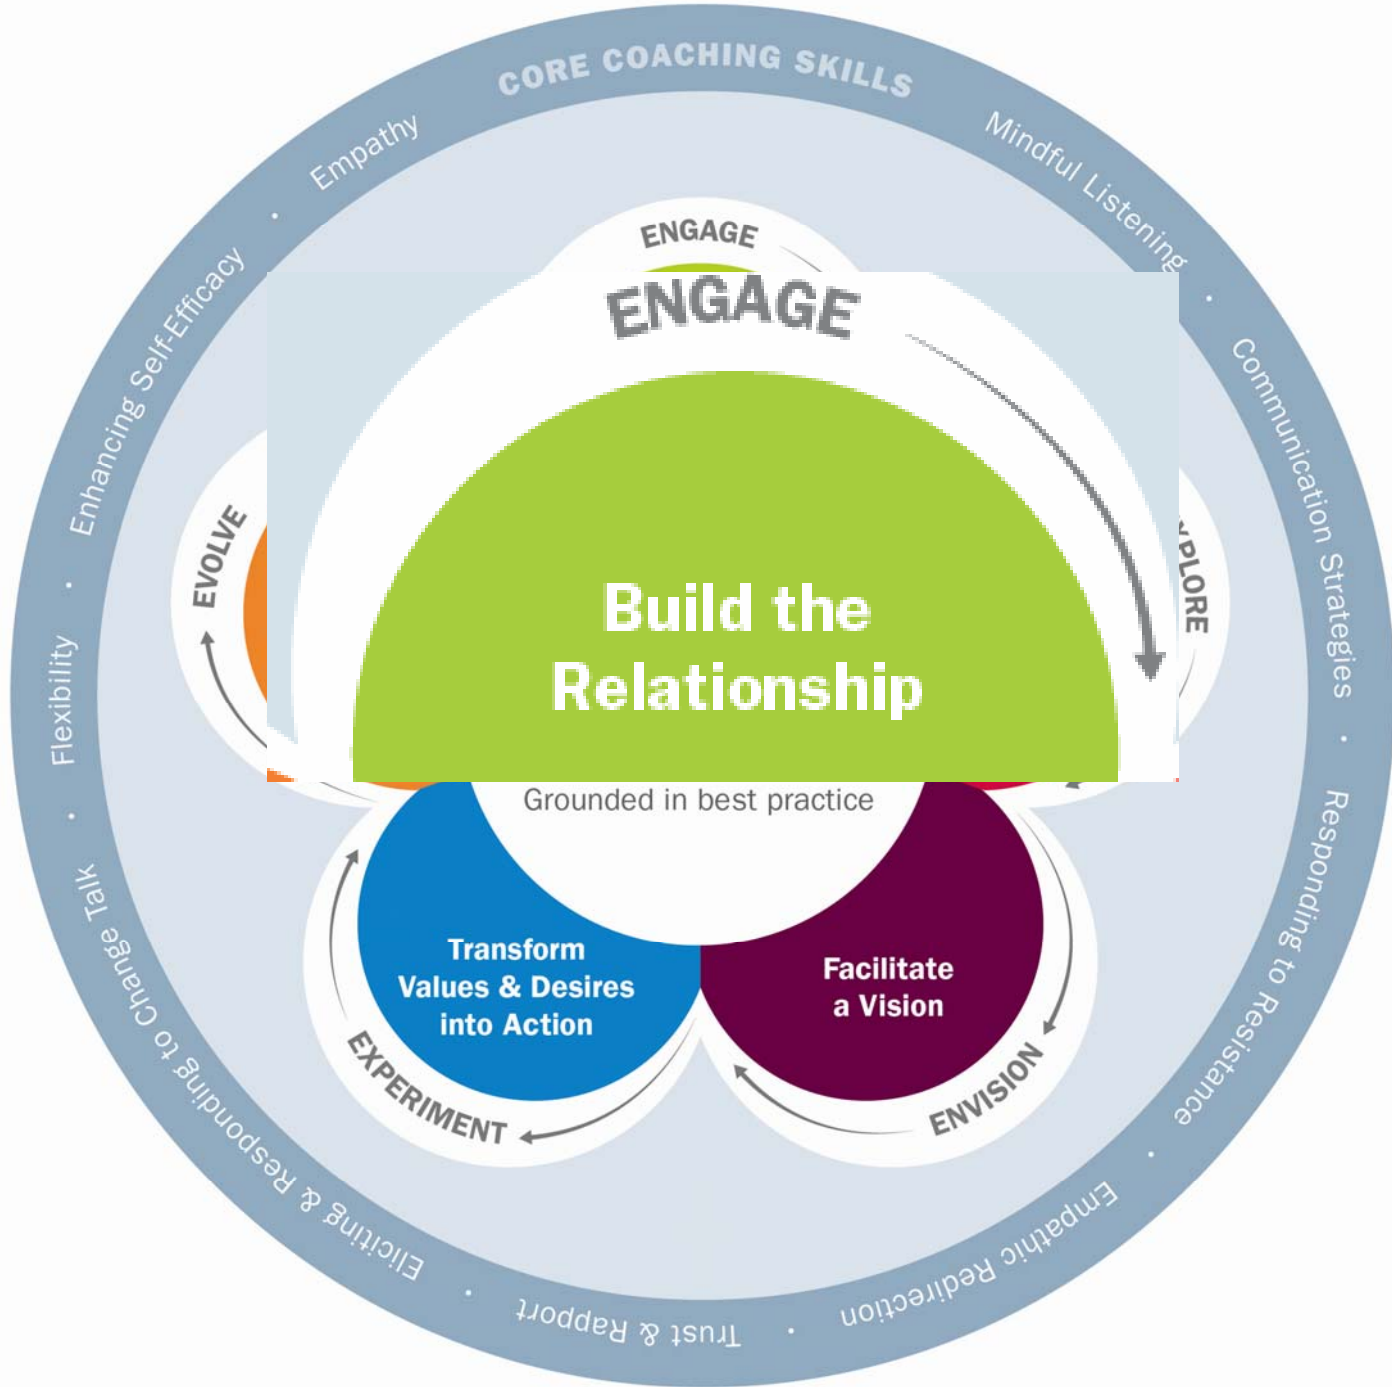 CORE COACHING SKILLS
Mindful Listening
Communication Strategies
Responding to Resistance
Empathic Redirection
Trust & Rapport
Eliciting & Responding to Change Talk
Flexibility
Enhancing Self-Efficacy
Empathy
ENGAGE
ENGAGE
Build the
Relationship
XPLORE
EVOLVE
Grounded in best practice
Transform
Values & Desires
into Action
EXPERIMENT
Facilitate
a Vision
ENVISION